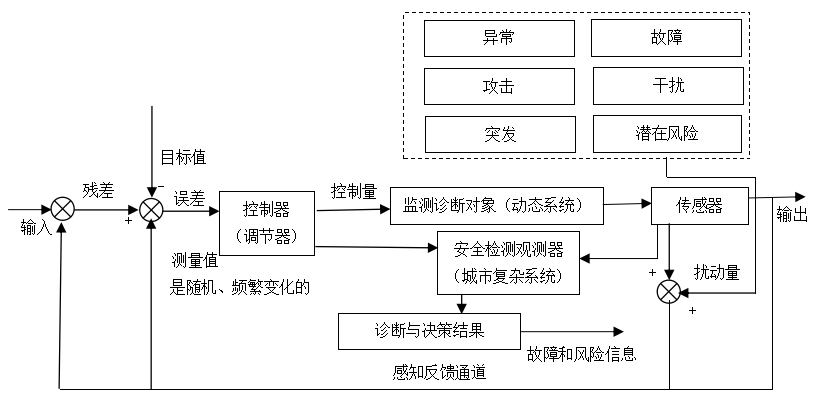 异常
故障
攻击
干扰
突发
潜在风险
目标值
残差
−
误差
控制量
+
输入
控制器
（调节器）
监测诊断对象（动态系统）
传感器
输出
测量值
是随机、频繁变化的
安全检测观测器
（城市复杂系统）
+
扰动量
+
诊断与决策结果
故障和风险信息
感知反馈通道